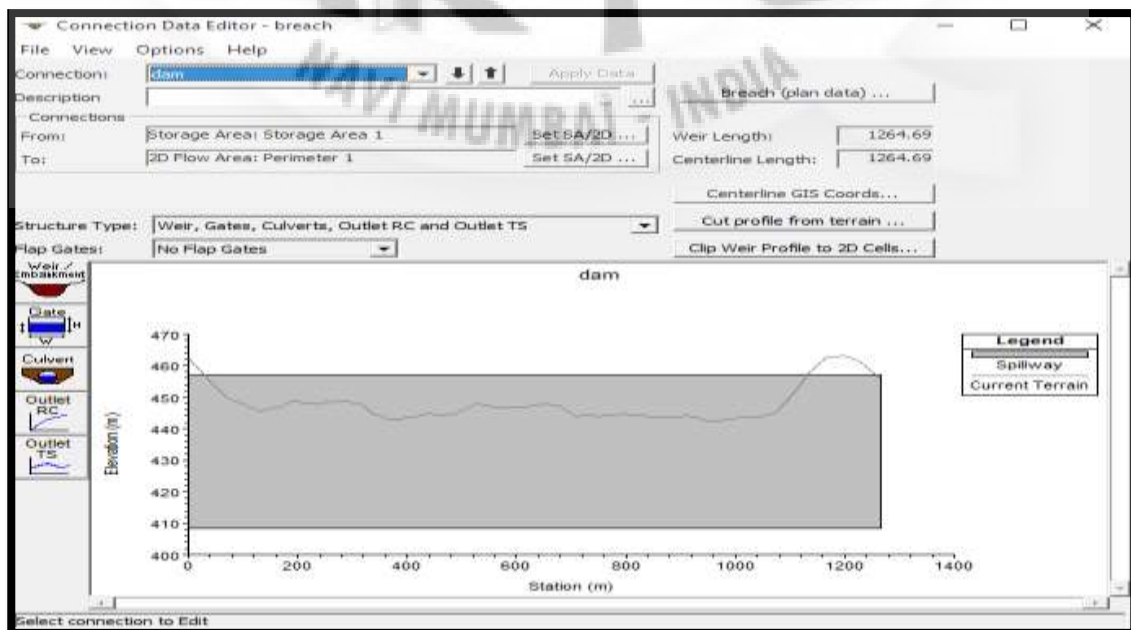 Connection Data Editor - breach
File View Options Help
Connection: dam Apply Data
Description ... Breach (plan data) ...
Connections
From: Storage Area: Storage Area 1 Set SA/2D ... Weir Length: 1264.69
To: 2D Flow Area: Perimeter 1 Set SA/2D ... Centerline Length: 1264.69
Centerline GIS Coords...
Structure Type: Weir, Gates, Culverts, Outlet RC and Outlet TS Cut profile from terrain ...
Flap Gates: No Flap Gates Clip Weir Profile to 2D Cells...
Weir / Embankment
Gate
H
W
Culvert
Outlet RC
Outlet TS
dam
Elevation (m)
470
460
450
440
430
420
410
400
0 200 400 600 800 1000 1200 1400
Station (m)
Legend
Spillway
Current Terrain
Select connection to Edit
NAVI MUMBAI - INDIA